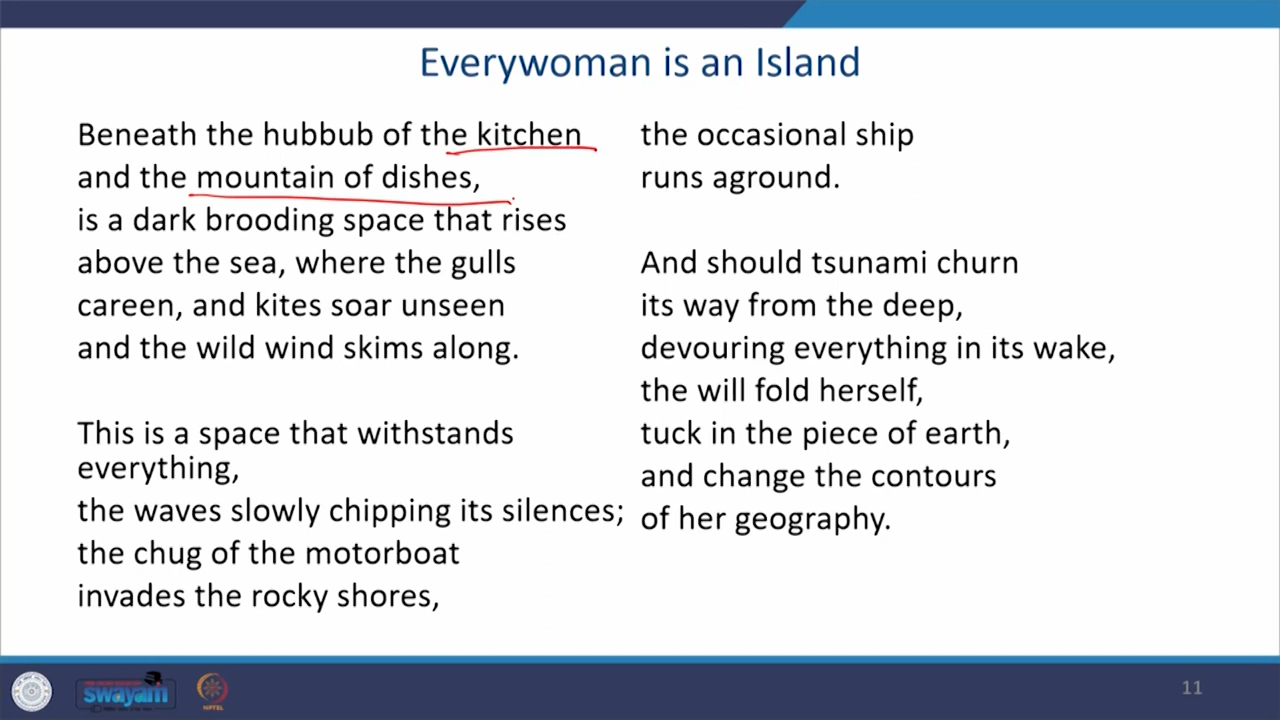 Everywoman is an Island
Beneath the hubbub of the kitchen
and the mountain of dishes,
is a dark brooding space that rises
above the sea, where the gulls
careen, and kites soar unseen
and the wild wind skims along.
This is a space that withstands
everything,
the waves slowly chipping its silences;
the chug of the motorboat
invades the rocky shores,
the occasional ship
runs aground.
And should tsunami churn
its way from the deep,
devouring everything in its wake,
the will fold herself,
tuck in the piece of earth,
and change the contours
of her geography.
swayam
NPTEL
11